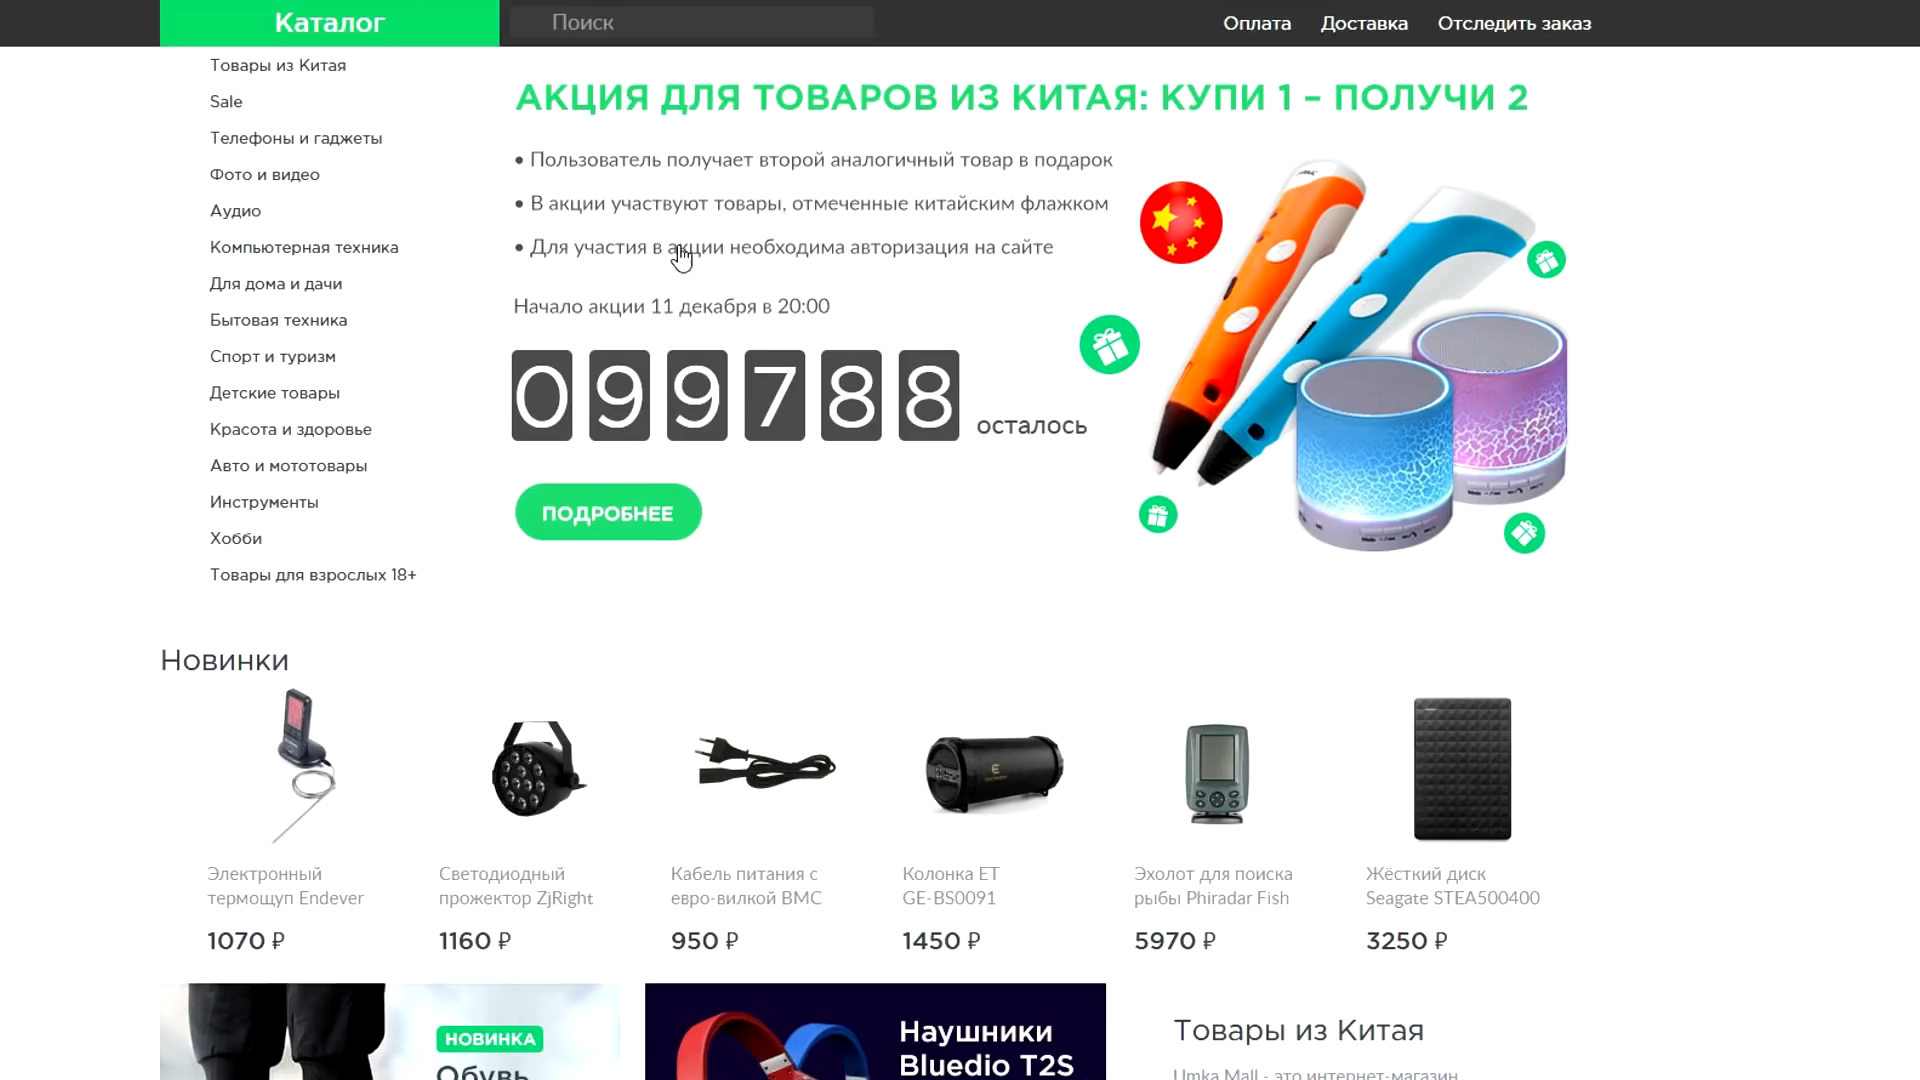 Каталог
Поиск
Оплата
Доставка
Отследить заказ
Товары из Китая
Sale
Телефоны и гаджеты
Фото и видео
Аудио
Компьютерная техника
Для дома и дачи
Бытовая техника
Спорт и туризм
Детские товары
Красота и здоровье
Авто и мототовары
Инструменты
Хобби
Товары для взрослых 18+
АКЦИЯ ДЛЯ ТОВАРОВ ИЗ КИТАЯ: КУПИ 1 – ПОЛУЧИ 2
• Пользователь получает второй аналогичный товар в подарок
• В акции участвуют товары, отмеченные китайским флажком
• Для участия в акции необходима авторизация на сайте
Начало акции 11 декабря в 20:00
099788 осталось
ПОДРОБНЕЕ
Новинки
Электронный
термощуп Endever
1070 ₽
Светодиодный
прожектор ZjRight
1160 ₽
Кабель питания с
евро-вилкой BMC
950 ₽
Колонка ET
GE-BS0091
1450 ₽
Эхолот для поиска
рыбы Phiradar Fish
5970 ₽
Жёсткий диск
Seagate STEA500400
3250 ₽
НОВИНКА
Обувь
Наушники
Bluedio T2S
Товары из Китая
Umka Mall - это интернет-магазин